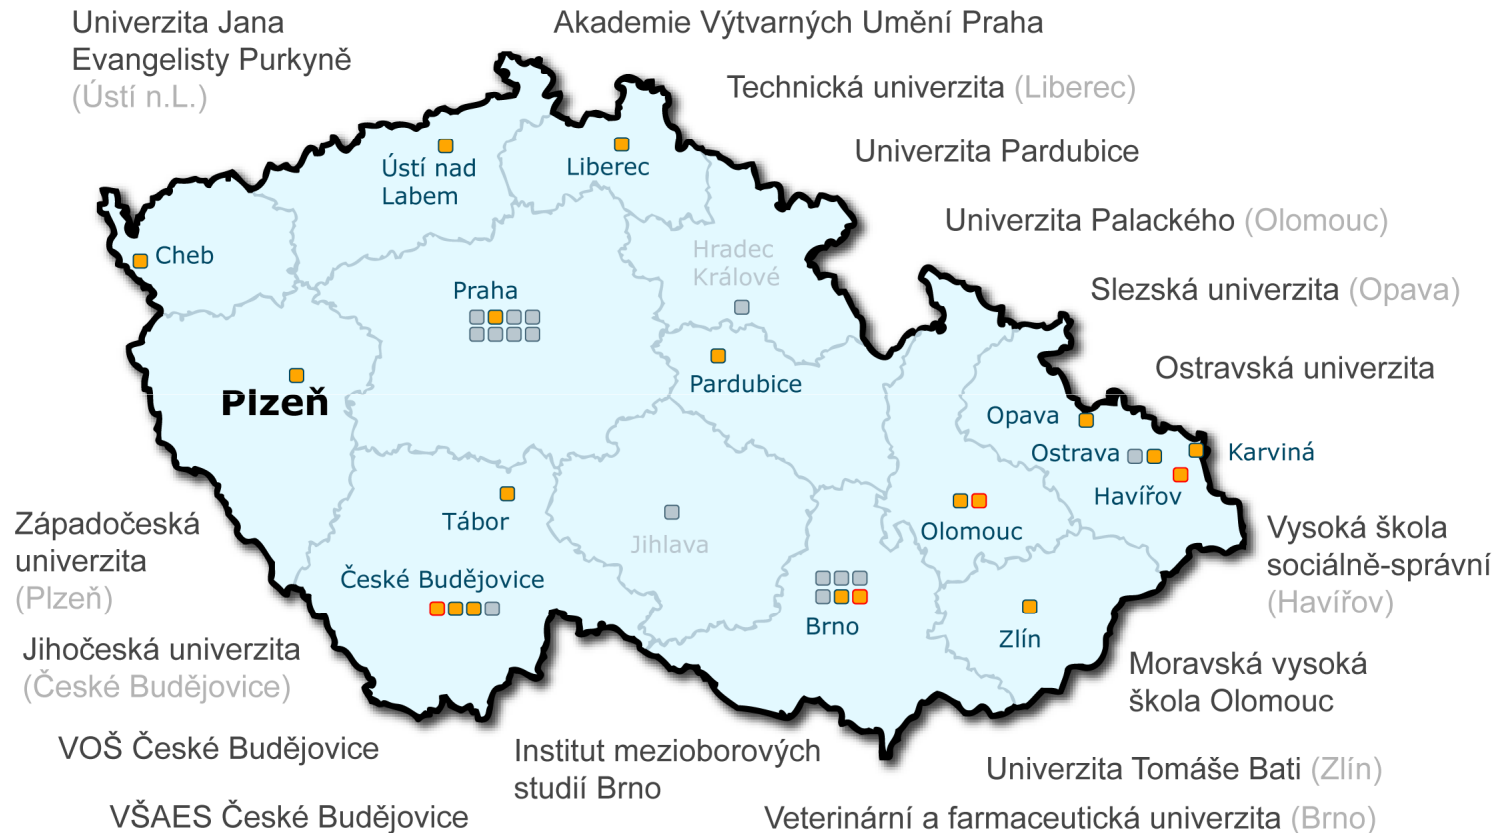 Univerzita Jana
Evangelisty Purkyně
(Ústí n.L.)
Akademie Výtvarných Umění Praha
Technická univerzita (Liberec)
Univerzita Pardubice
Univerzita Palackého (Olomouc)
Slezská univerzita (Opava)
Ostravská univerzita
Ústí nad
Labem
Liberec
Cheb
Hradec
Králové
Praha
Pardubice
Plzeň
Opava
Ostrava
Karviná
Havířov
Tábor
Jihlava
Olomouc
České Budějovice
Brno
Zlín
Západočeská
univerzita
(Plzeň)
Jihočeská univerzita
(České Budějovice)
VOŠ České Budějovice
VŠAES České Budějovice
Institut mezioborových
studií Brno
Vysoká škola
sociálně-správní
(Havířov)
Moravská vysoká
škola Olomouc
Univerzita Tomáše Bati (Zlín)
Veterinární a farmaceutická univerzita (Brno)